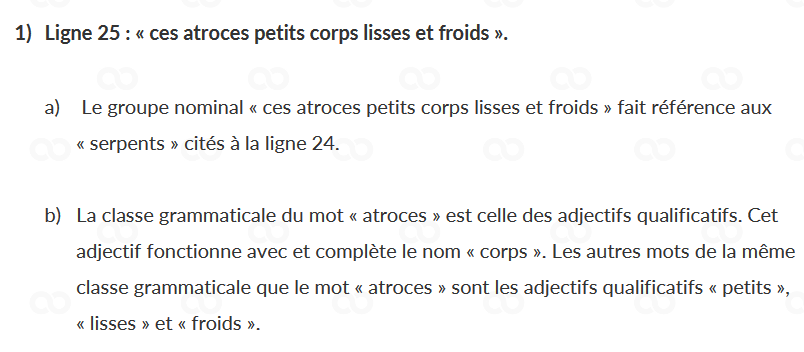 1) Ligne 25 : « ces atroces petits corps lisses et froids ».
a) Le groupe nominal « ces atroces petits corps lisses et froids » fait référence aux
« serpents » cités à la ligne 24.
b) La classe grammaticale du mot « atroces » est celle des adjectifs qualificatifs. Cet
adjectif fonctionne avec et complète le nom « corps ». Les autres mots de la même
classe grammaticale que le mot « atroces » sont les adjectifs qualificatifs « petits »,
« lisses » et « froids ».